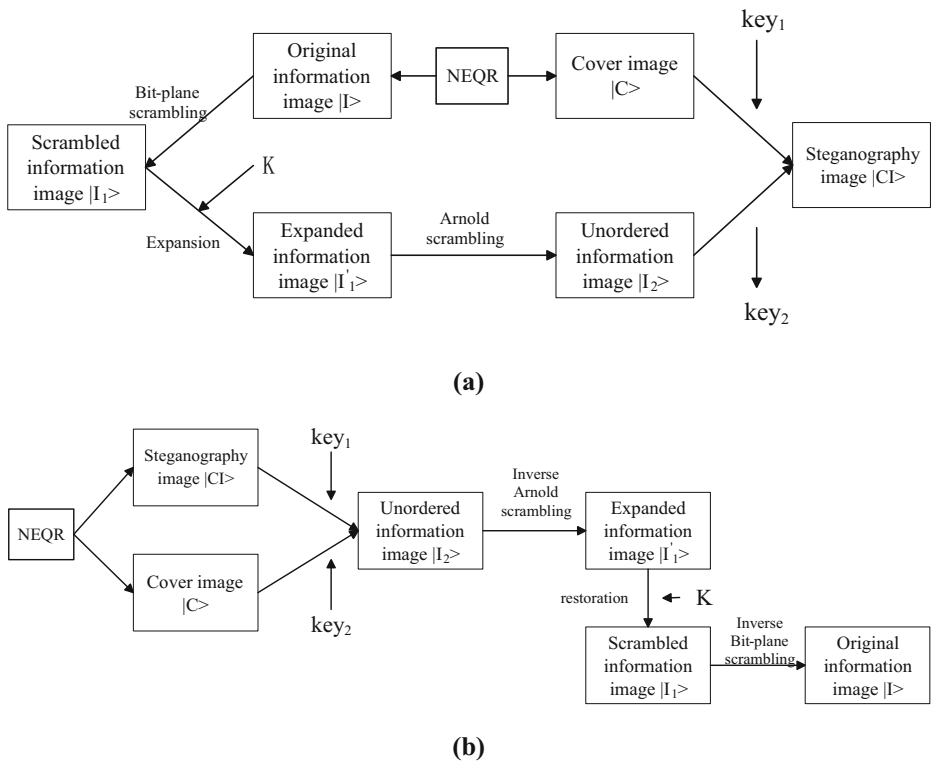 Original
information
image |I>
NEQR
Cover image
|C>
key1
Bit-plane
scrambling
Scrambled
information
image |I1>
K
Steganography
image |CI>
Expansion
Expanded
information
image |I'1>
Arnold
scrambling
Unordered
information
image |I2>
key2
(a)
Steganography
image |CI>
key1
NEQR
Cover image
|C>
key2
Unordered
information
image |I2>
Inverse
Arnold
scrambling
Expanded
information
image |I'1>
restoration
K
Scrambled
information
image |I1>
Inverse
Bit-plane
scrambling
Original
information
image |I>
(b)